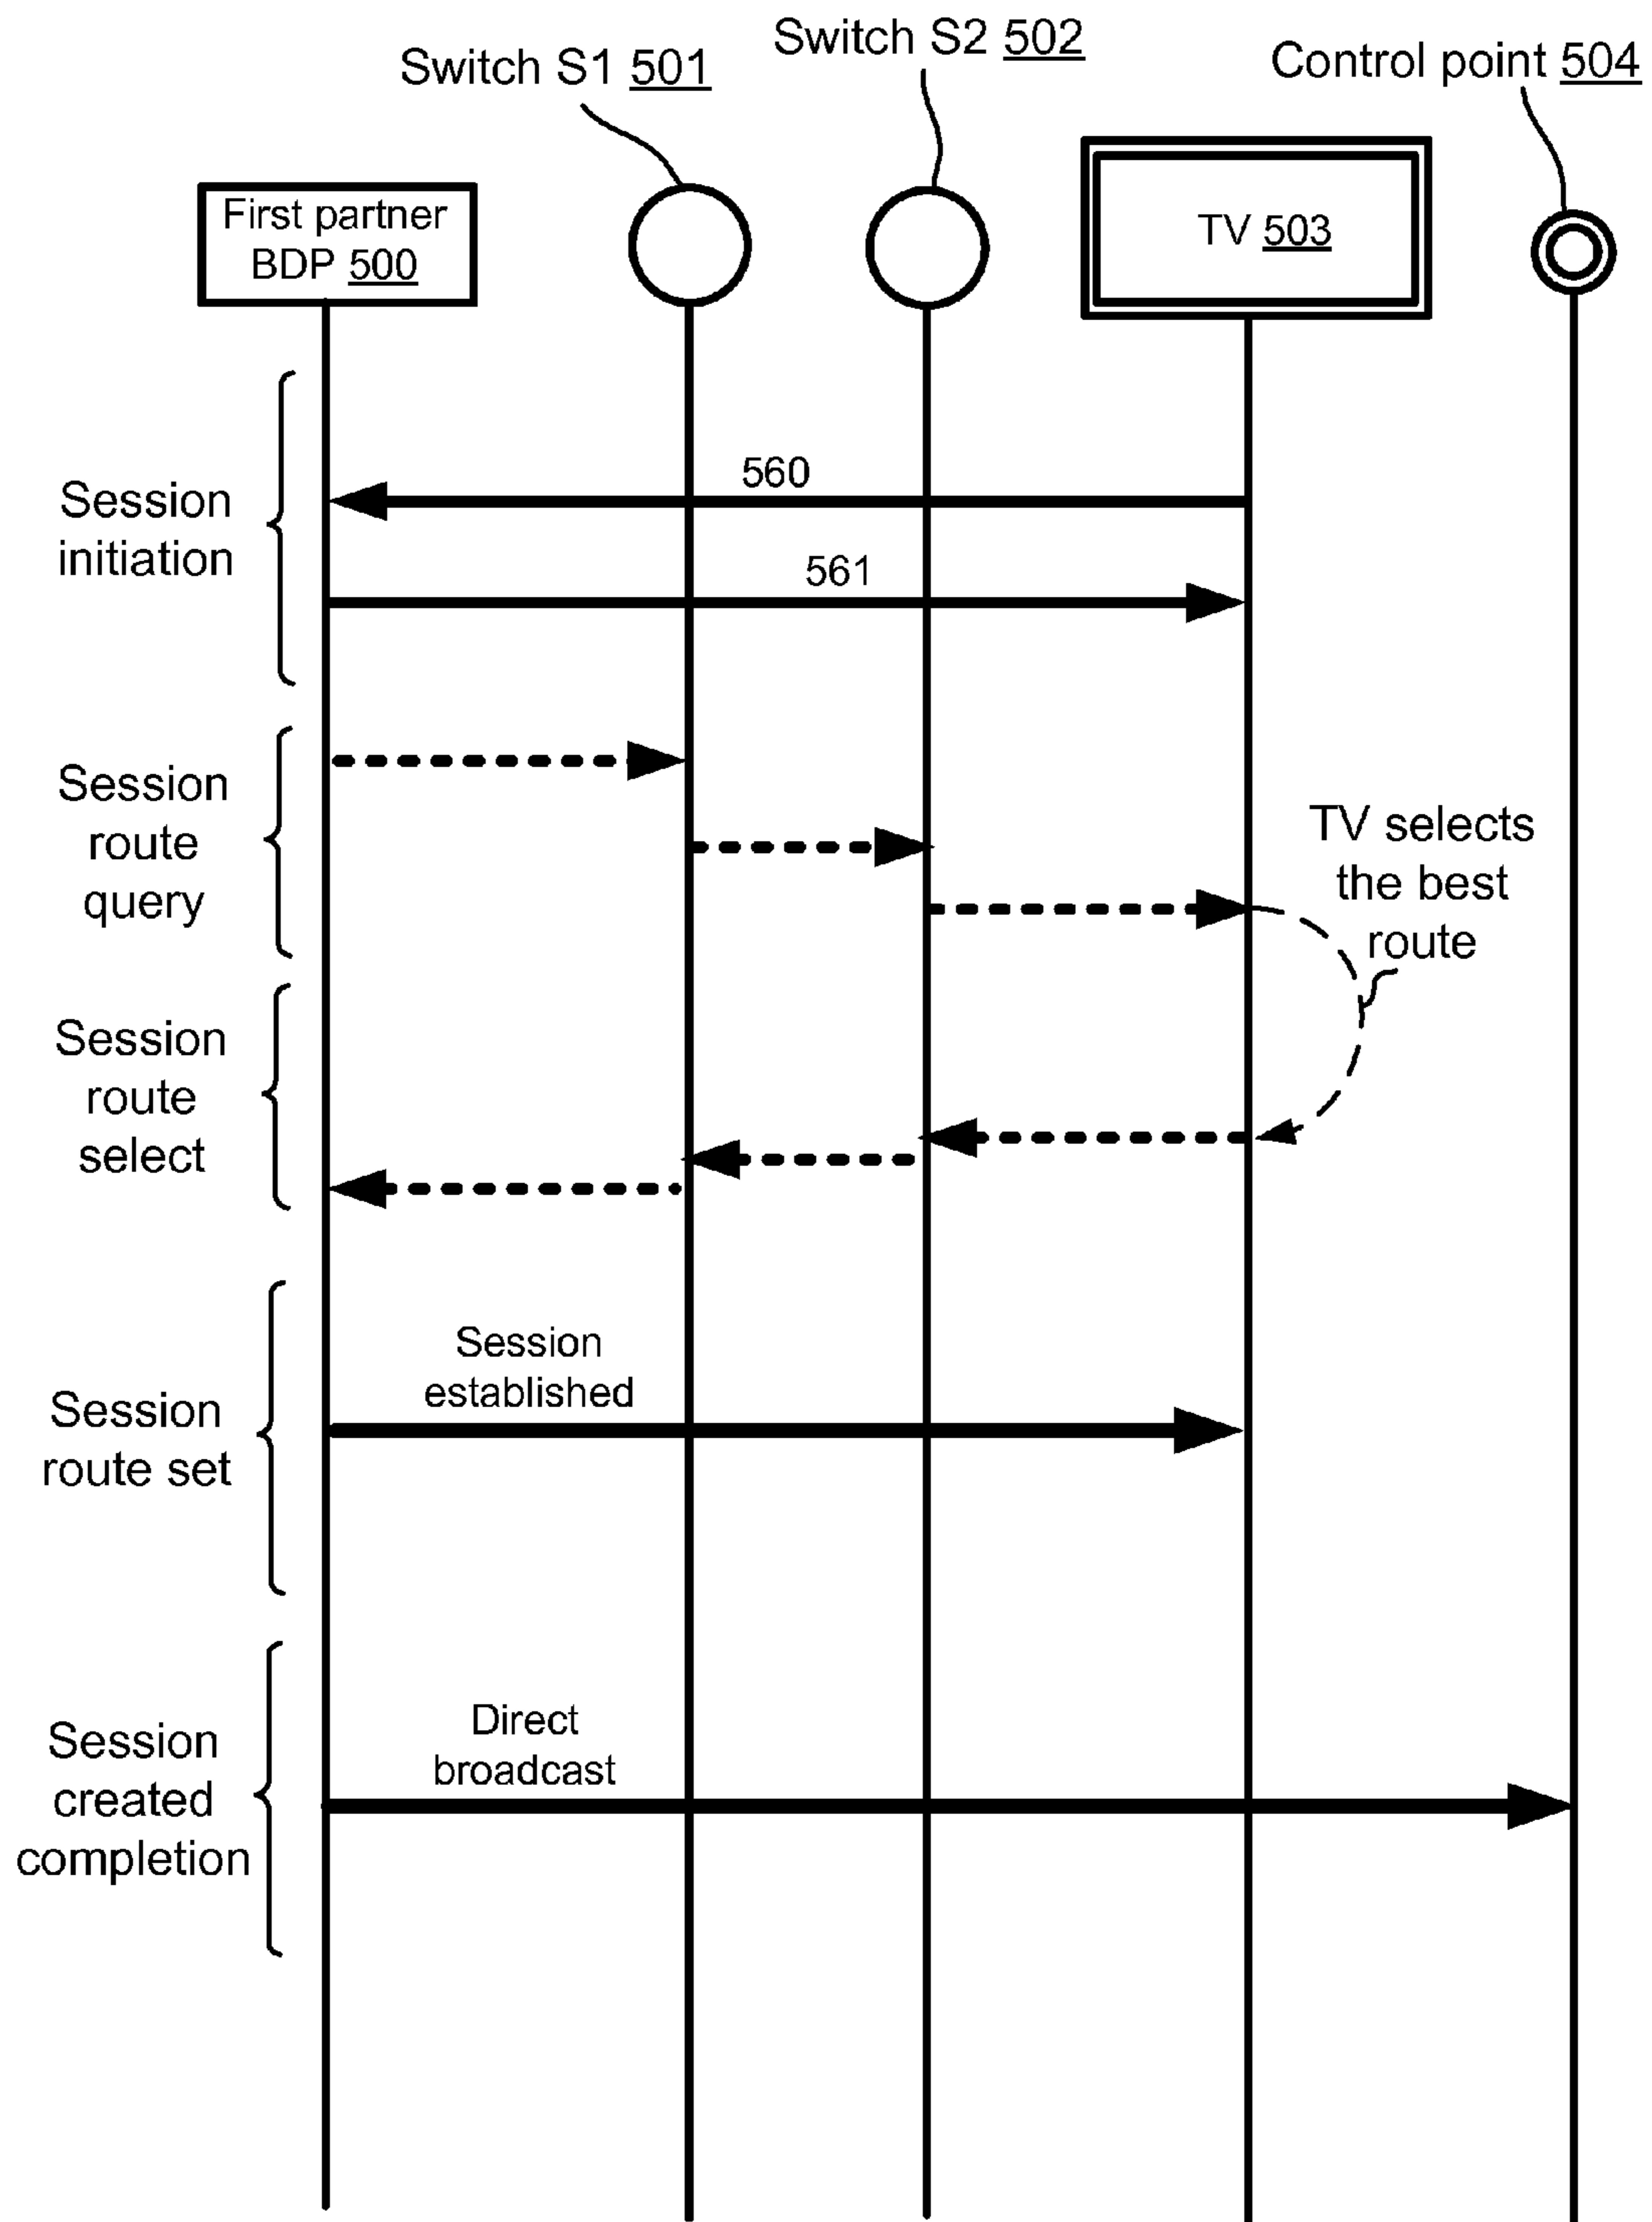 Switch S1 501
Switch S2 502
Control point 504
First partner
BDP 500
TV 503
Session
initiation
560
561
Session
route
query
TV selects
the best
route
Session
route
select
Session
route set
Session
established
Session
created
completion
Direct
broadcast